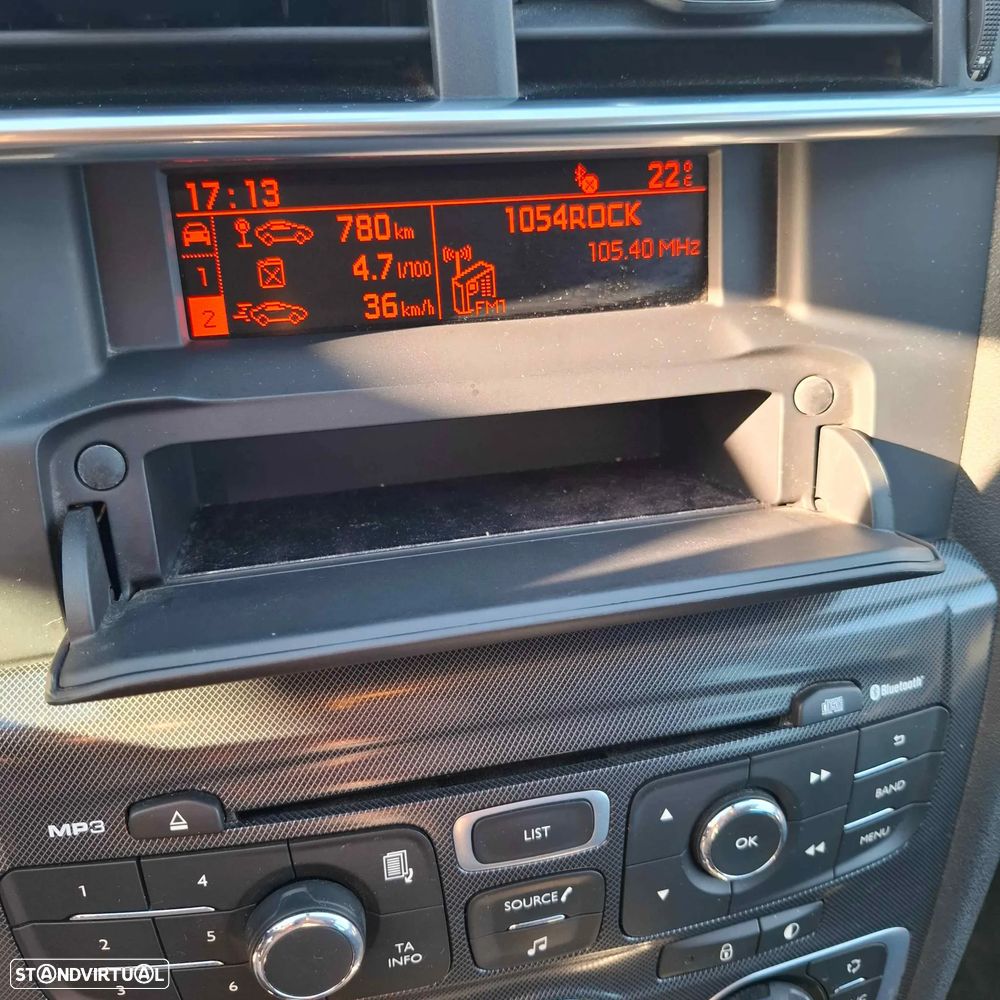 17:13
22°C
780 km
1054ROCK
105.40 MHz
1
4.7 l/100
2
36 km/h
FM1
Bluetooth
MP3
LIST
OK
BAND
MENU
1
4
SOURCE
2
5
TA
INFO
3
6
STANDVIRTUAL